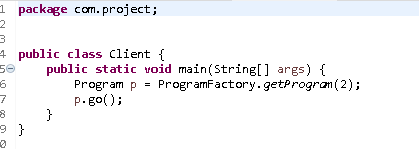 1 package com.project;
2
3
4 public class Client {
5 public static void main(String[] args) {
6 Program p = ProgramFactory.getProgram(2);
7 p.go();
8 }
9 }
0